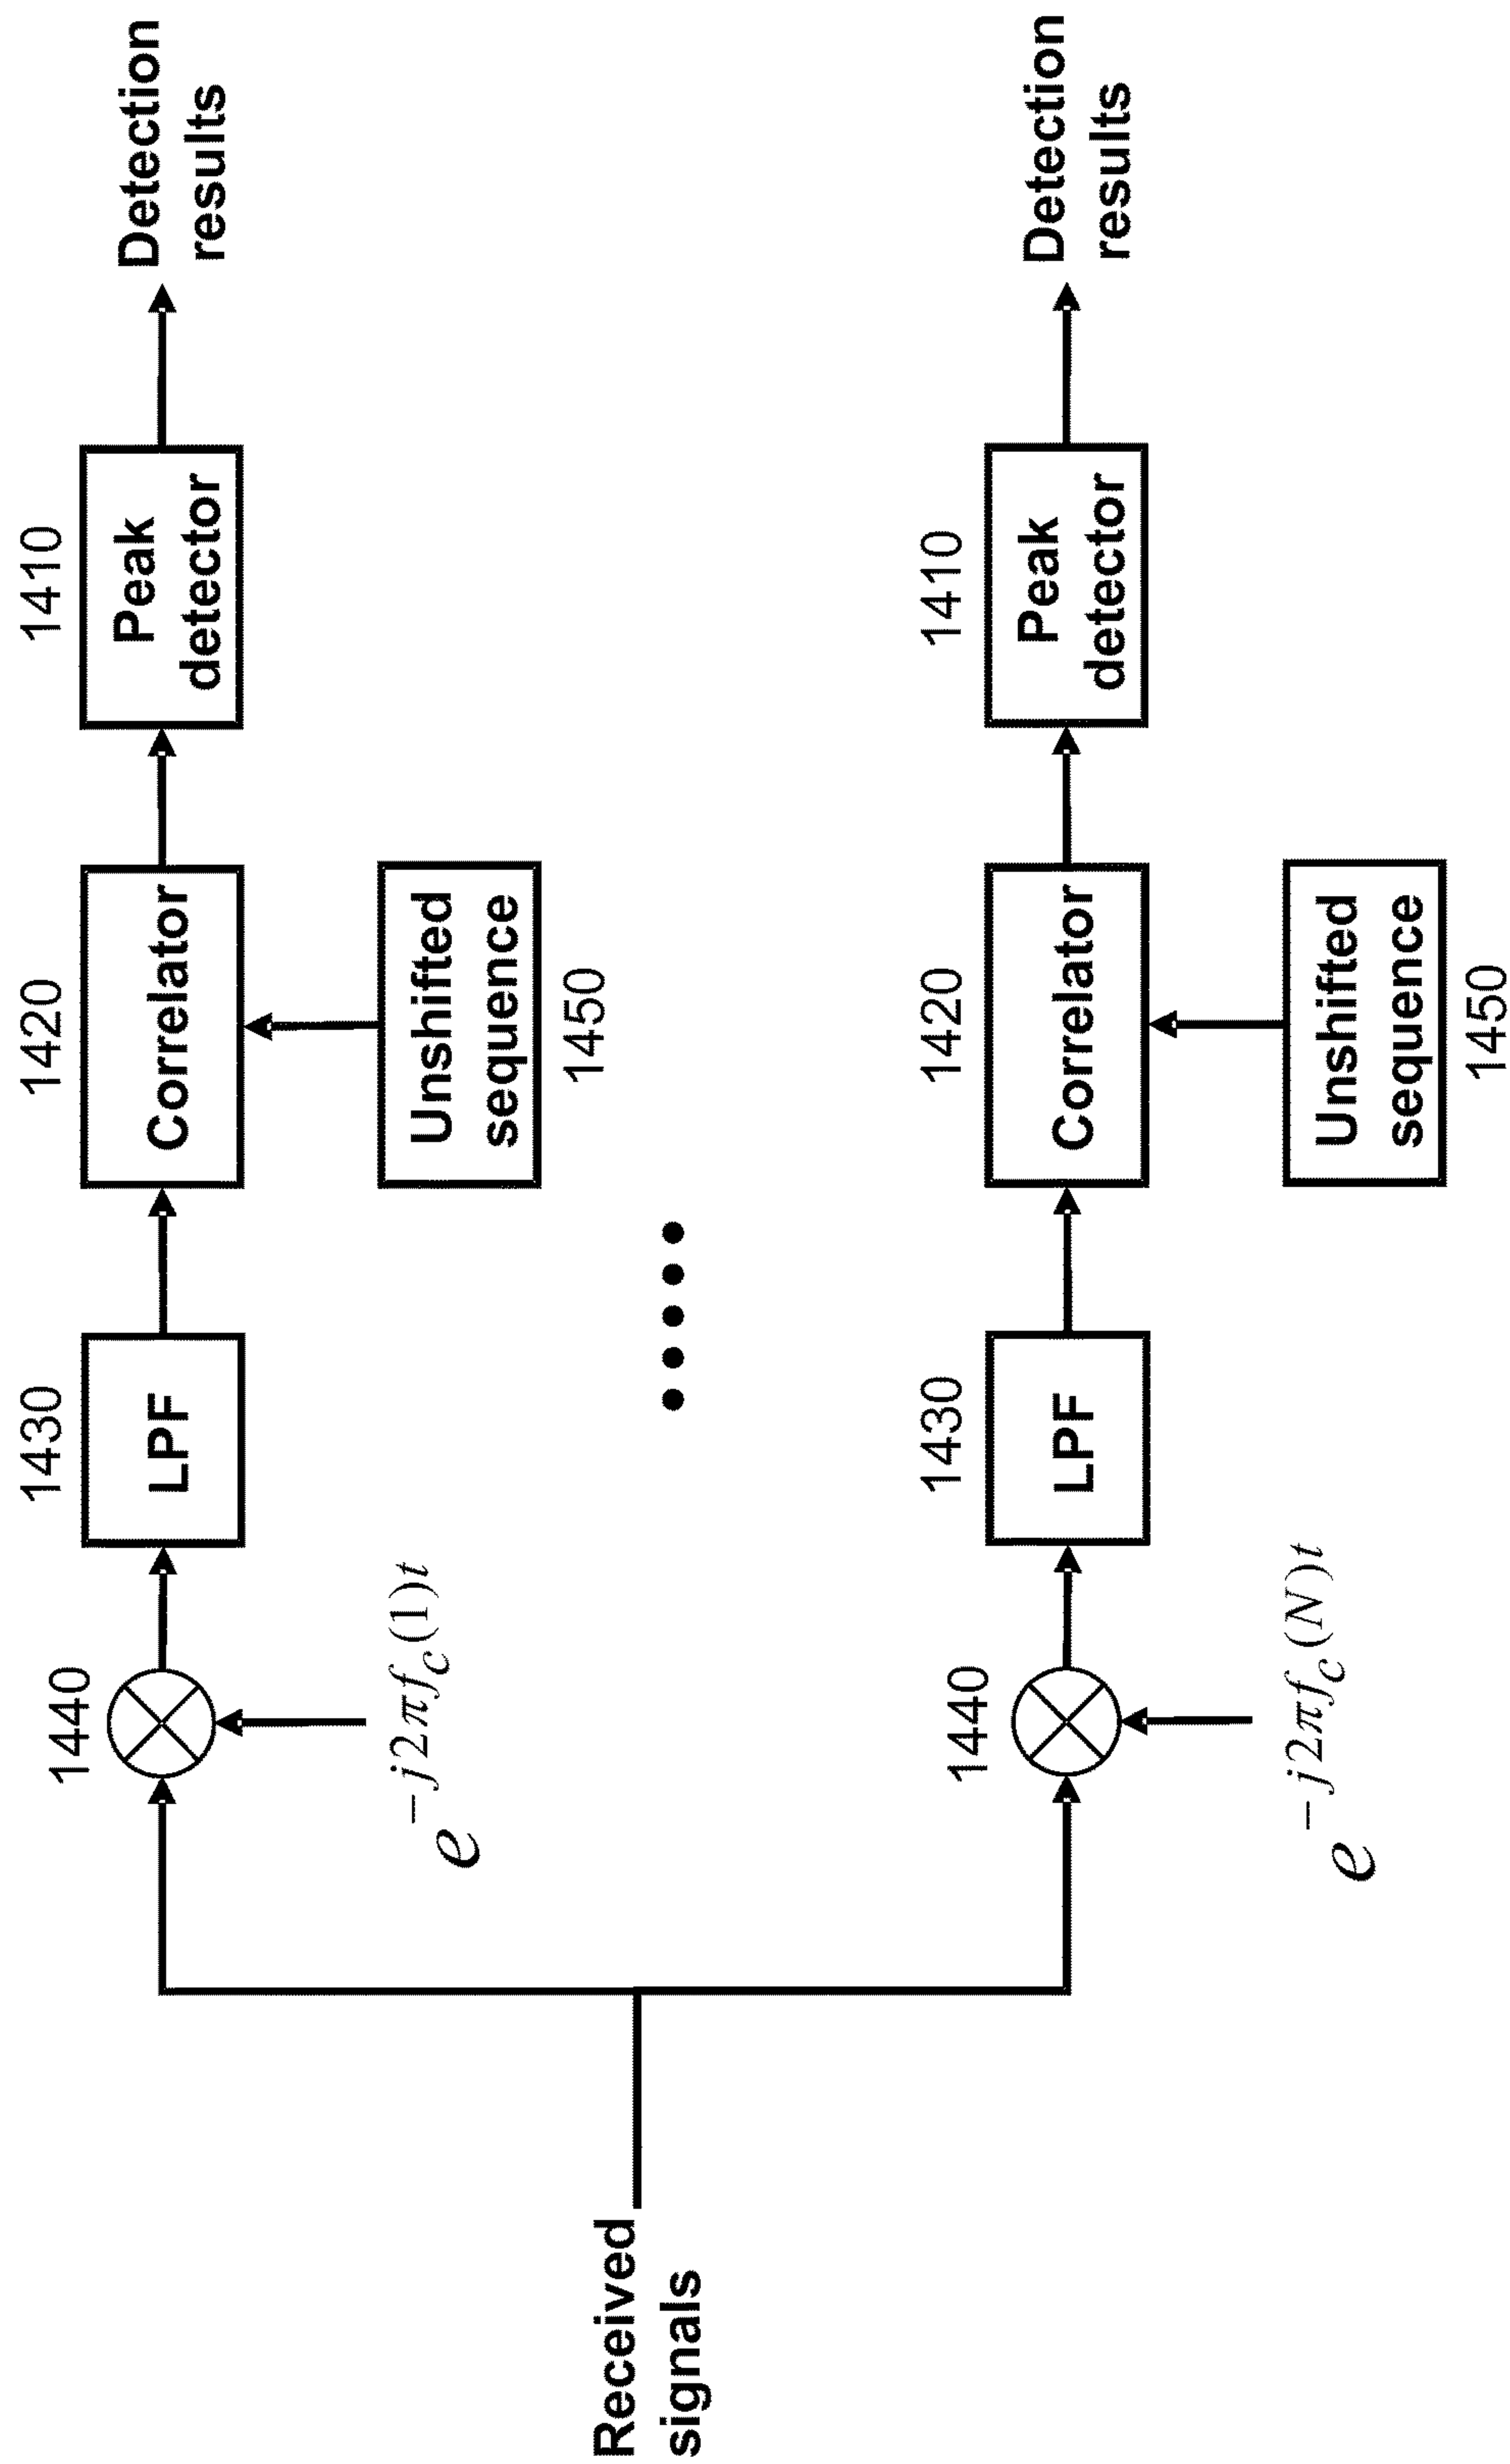 Received
signals
1440
e^{-j2πf_c(1)t}
1430
LPF
1420
Correlator
Unshifted
sequence
1450
1410
Peak
detector
Detection
results
1440
e^{-j2πf_c(N)t}
1430
LPF
1420
Correlator
Unshifted
sequence
1450
1410
Peak
detector
Detection
results